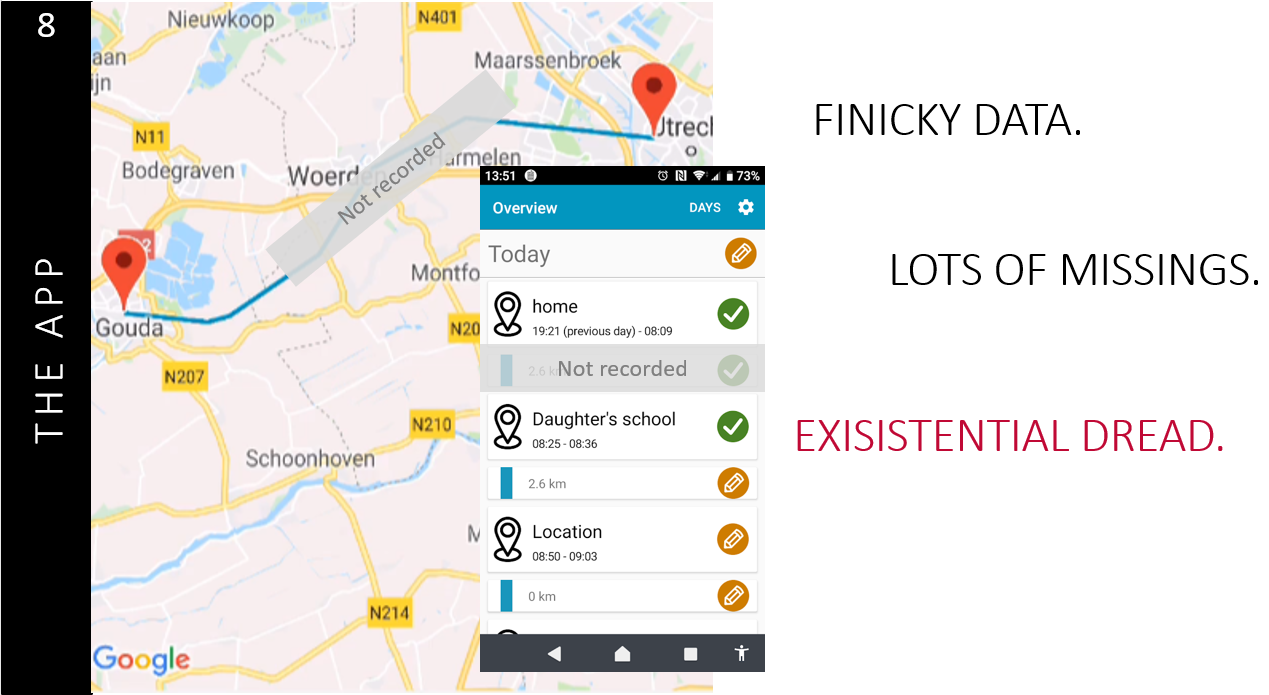 8
THE APP
Nieuwkoop
N401
aan
ijn
Maarssenbroek
N11
Utrech
Bodegraven
Woerden
Harmelen
Not recorded
2
Gouda
Montfo
N20
N207
N210
Schoonhoven
M
N214
Google
13:51
73%
Overview
DAYS
Today
home
19:21 (previous day) - 08:09
2.6 km
Not recorded
Daughter's school
08:25 - 08:36
2.6 km
Location
08:50 - 09:03
0 km
FINICKY DATA.
LOTS OF MISSINGS.
EXISISTENTIAL DREAD.